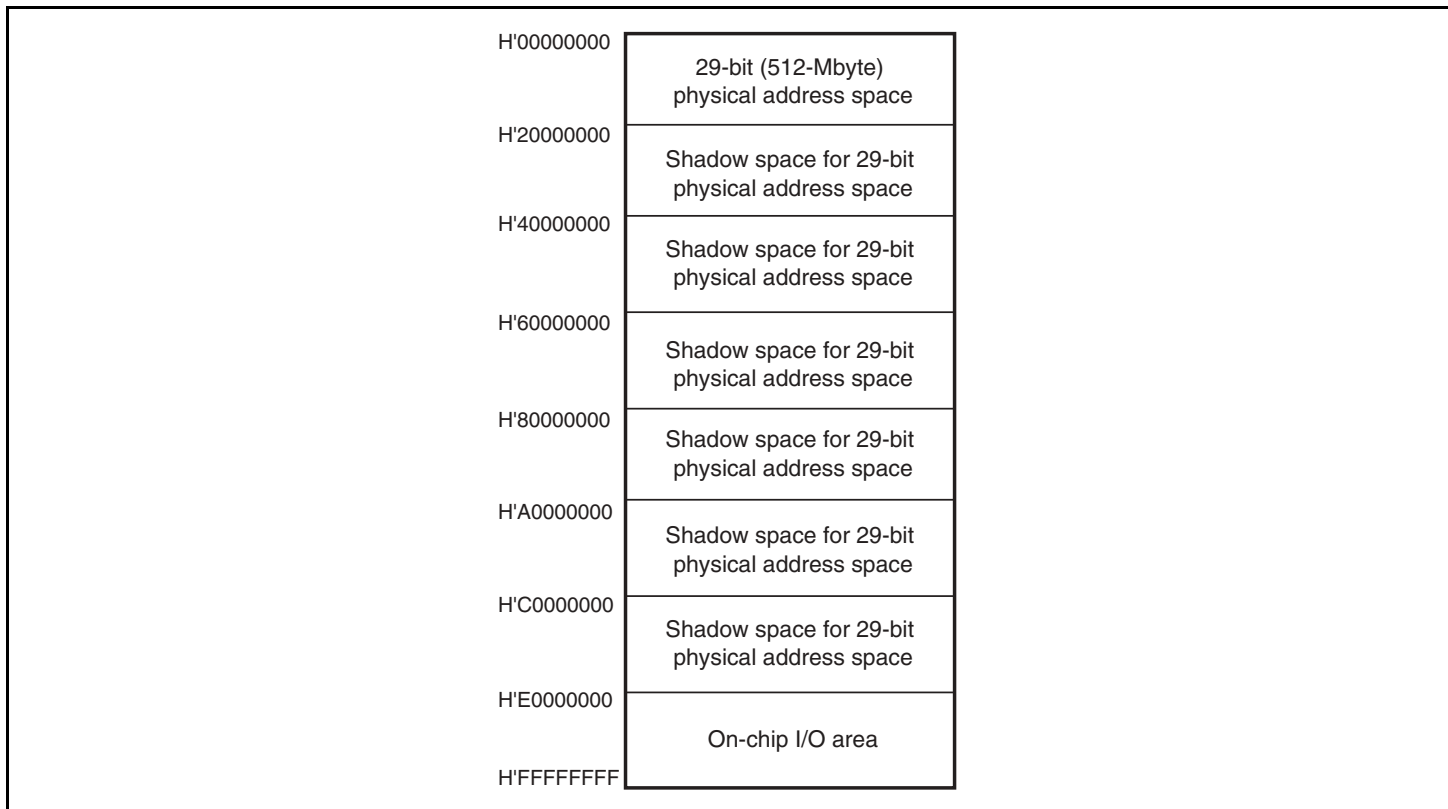 H'00000000
29-bit (512-Mbyte)
physical address space
H'20000000
Shadow space for 29-bit
physical address space
H'40000000
Shadow space for 29-bit
physical address space
H'60000000
Shadow space for 29-bit
physical address space
H'80000000
Shadow space for 29-bit
physical address space
H'A0000000
Shadow space for 29-bit
physical address space
H'C0000000
Shadow space for 29-bit
physical address space
H'E0000000
On-chip I/O area
H'FFFFFFFF